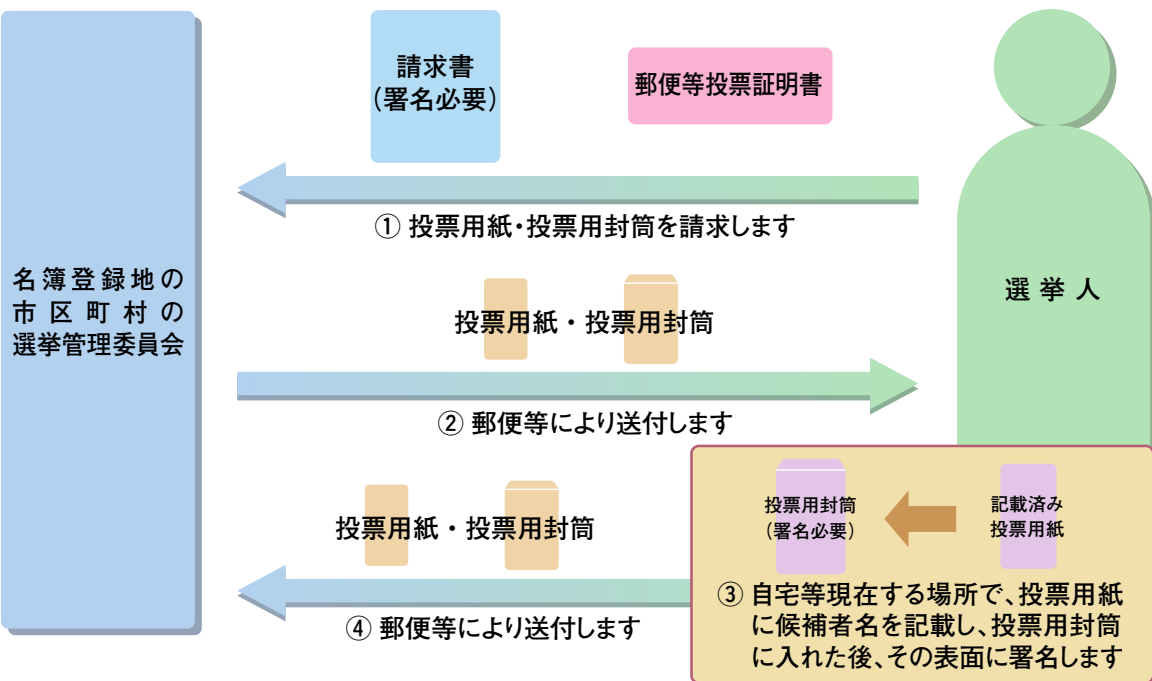 請求書
（署名必要）
郵便等投票証明書
① 投票用紙・投票用封筒を請求します
名簿登録地の
市区町村の
選挙管理委員会
選挙人
投票用紙・投票用封筒
② 郵便等により送付します
投票用紙・投票用封筒
④ 郵便等により送付します
投票用封筒
（署名必要）
記載済み
投票用紙
③ 自宅等現在する場所で、投票用紙
に候補者名を記載し、投票用封筒
に入れた後、その表面に署名します